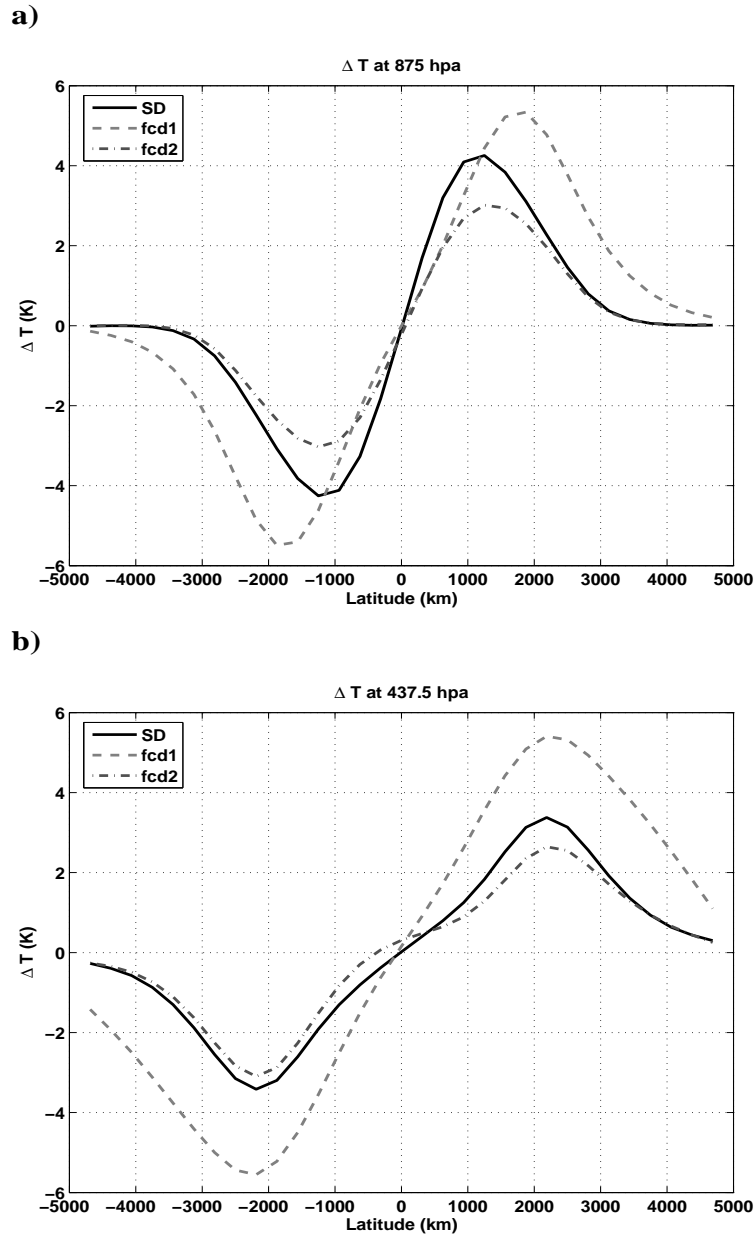 a)
Δ T at 875 hpa
SD
fcd1
fcd2
6
4
2
0
−2
−4
−6
Δ T (K)
−5000 −4000 −3000 −2000 −1000 0 1000 2000 3000 4000 5000
Latitude (km)
b)
Δ T at 437.5 hpa
SD
fcd1
fcd2
6
4
2
0
−2
−4
−6
Δ T (K)
−5000 −4000 −3000 −2000 −1000 0 1000 2000 3000 4000 5000
Latitude (km)